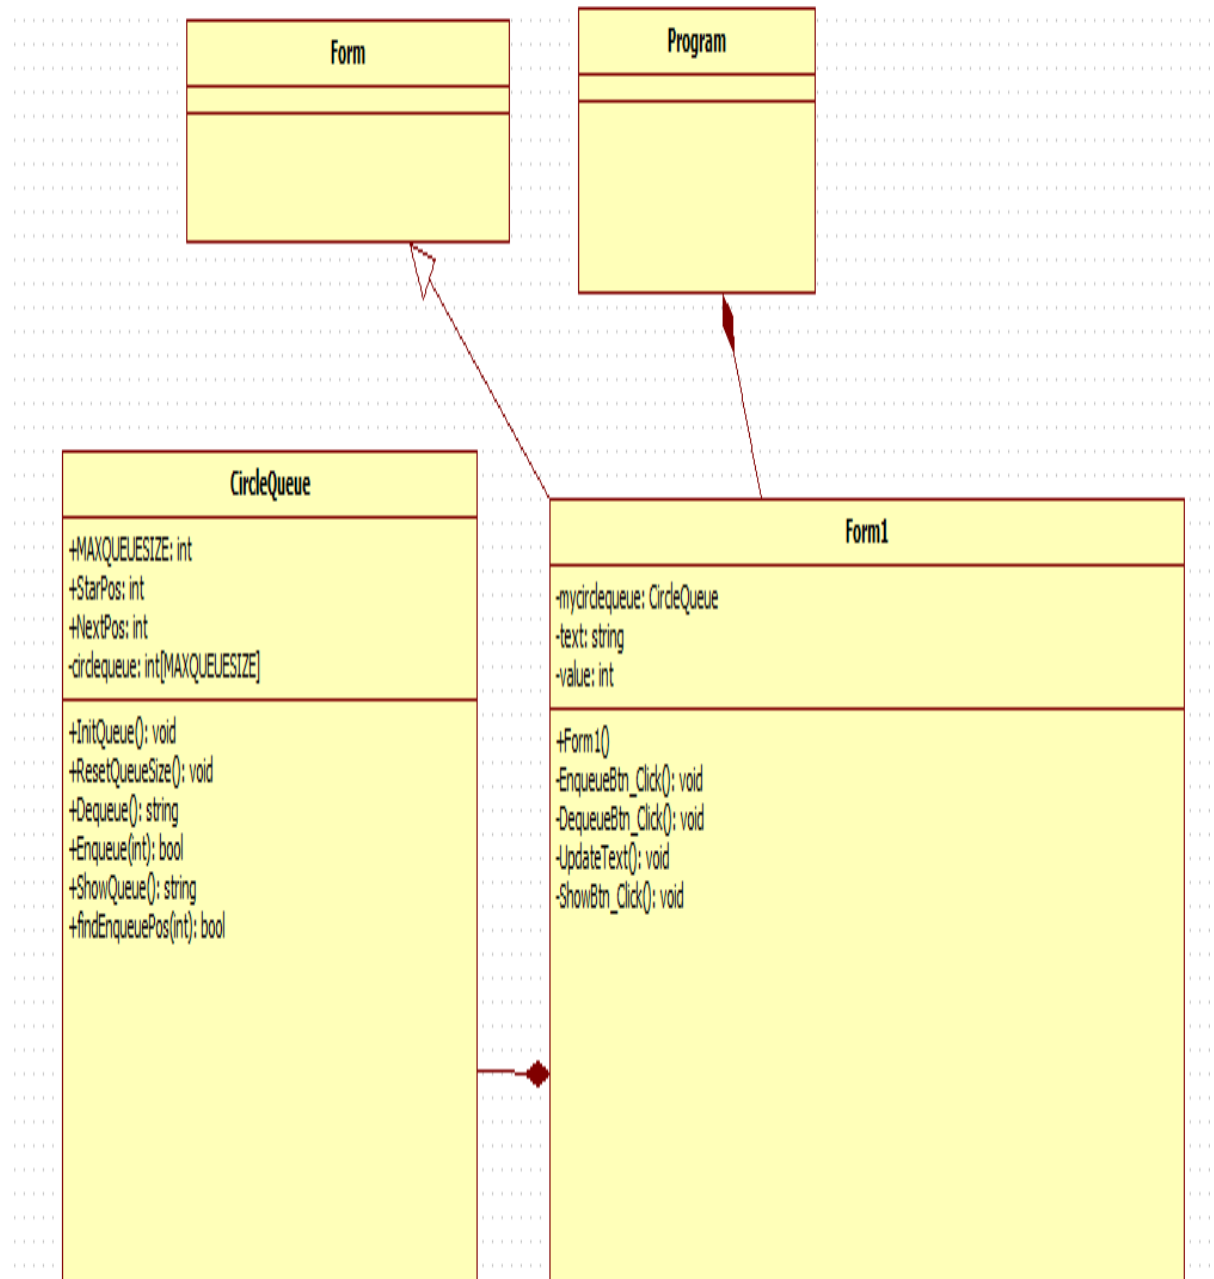 Form
Program
CircleQueue
+MAXQUEUESIZE: int
+StarPos: int
+NextPos: int
-circlequeue: int[MAXQUEUESIZE]
+InitQueue(): void
+ResetQueueSize(): void
+Dequeue(): string
+Enqueue(int): bool
+ShowQueue(): string
+findEnqueuePos(int): bool
Form1
-mycirclequeue: CircleQueue
-text: string
-value: int
+Form1()
-EnqueueBtn_Click(): void
-DequeueBtn_Click(): void
-UpdateText(): void
-ShowBtn_Click(): void